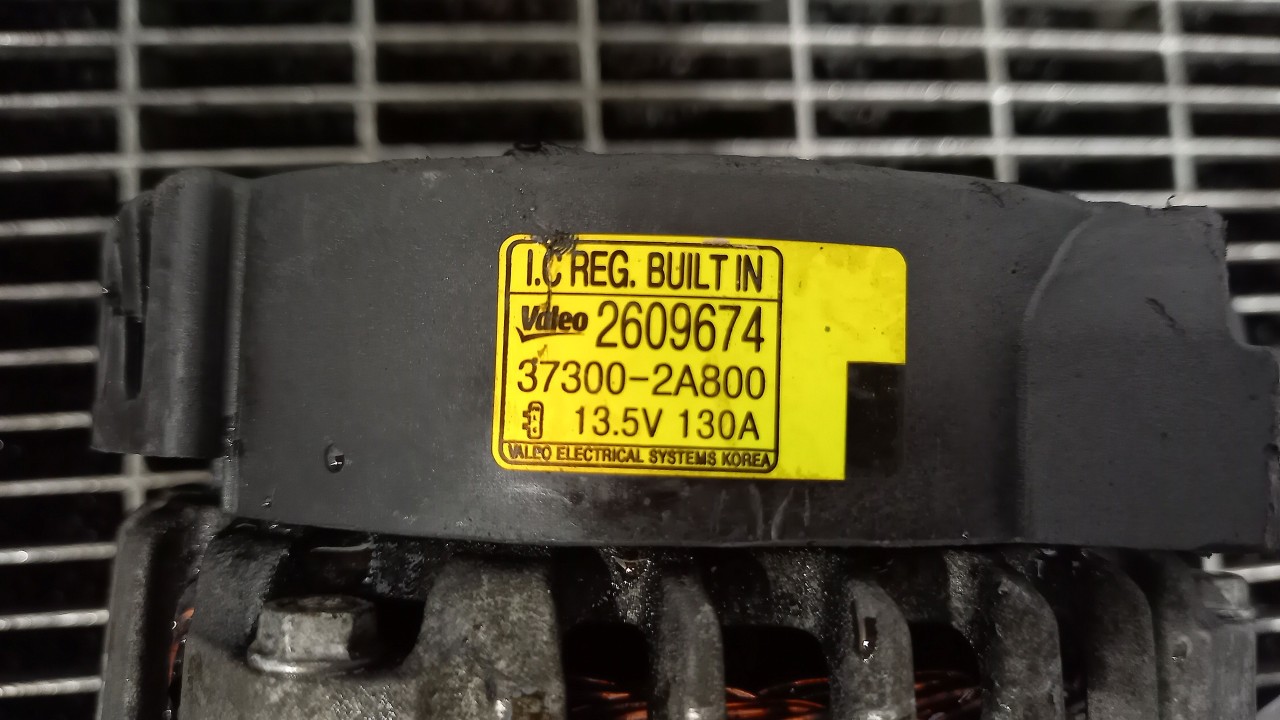 I.C REG. BUILT IN
Valeo 2609674
37300-2A800
13.5V 130A
VALEO ELECTRICAL SYSTEMS KOREA